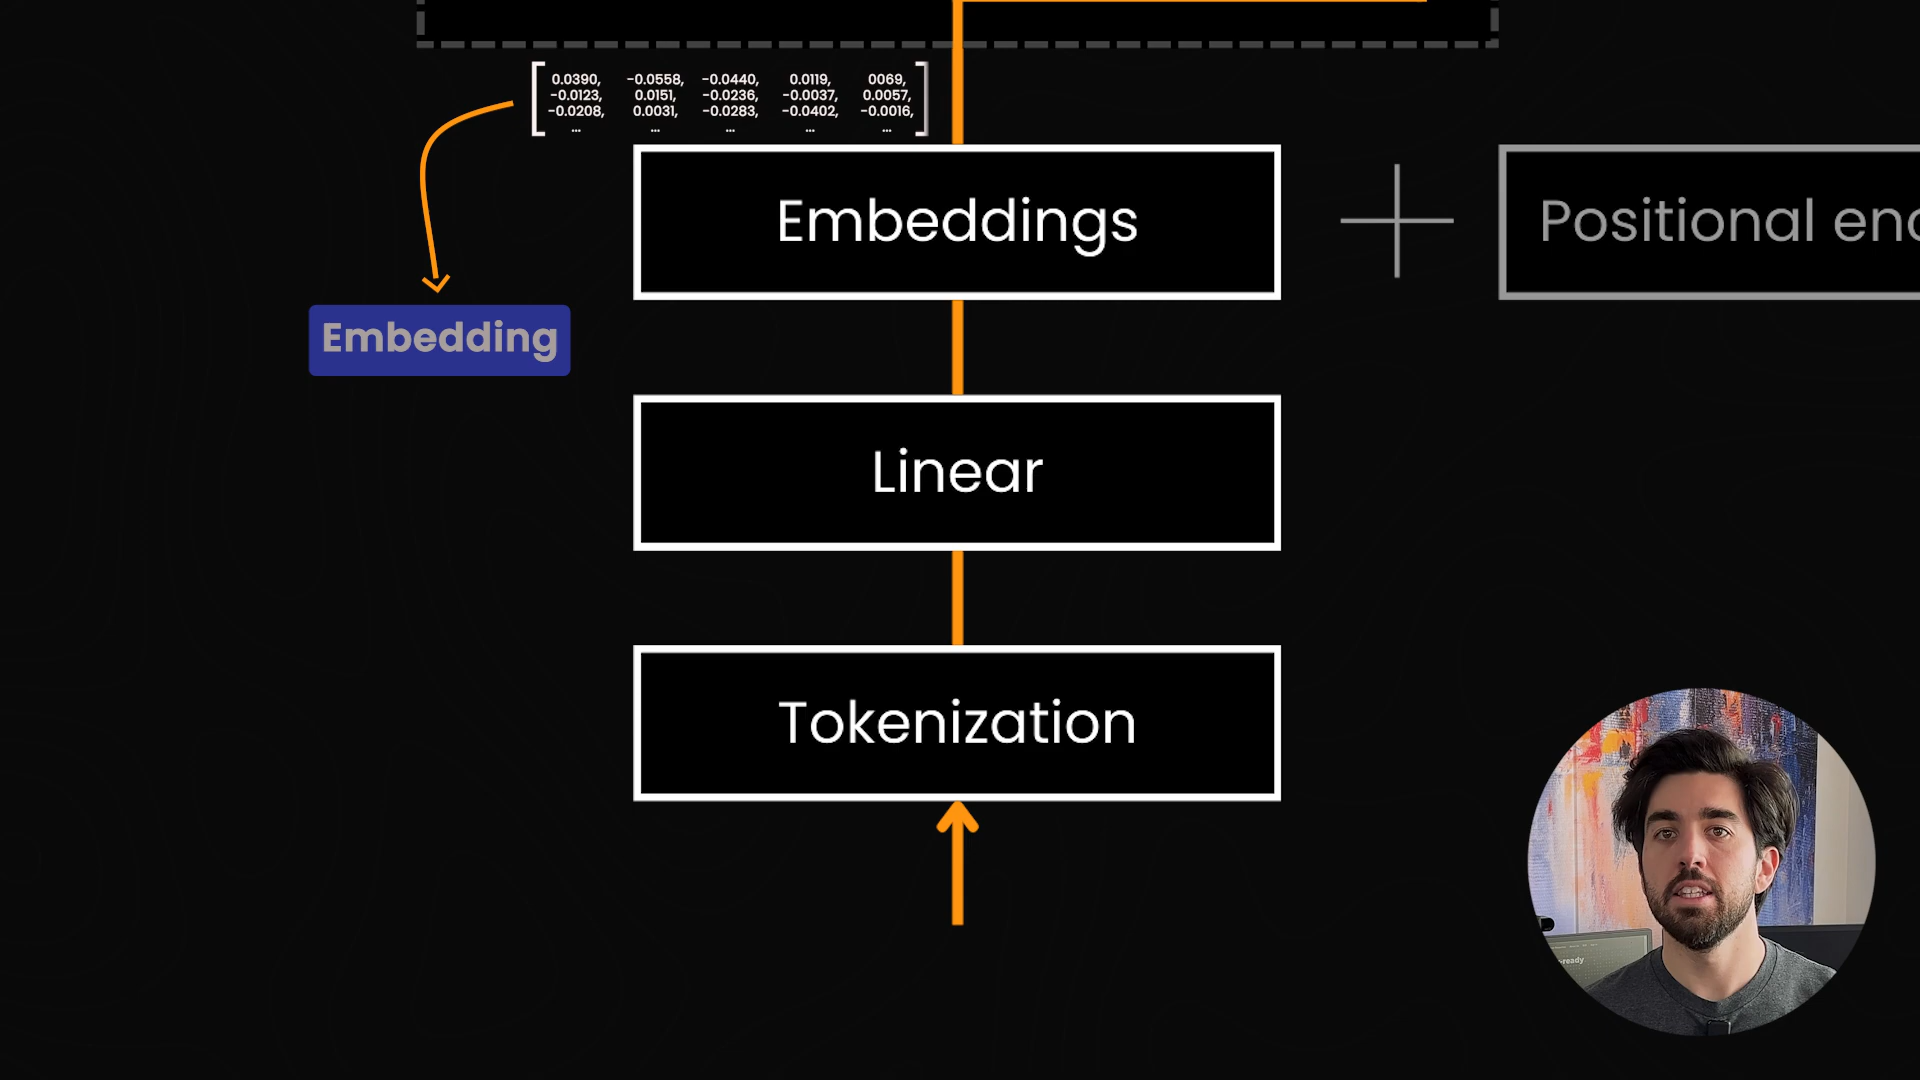 0.0390, -0.0558, -0.0440, 0.0119, 0069,
-0.0123, 0.0151, -0.0236, -0.0037, 0.0057,
-0.0208, 0.0031, -0.0283, -0.0402, -0.0016,
... ... ... ... ...
Embeddings
Positional enc
Embedding
Linear
Tokenization
-ready